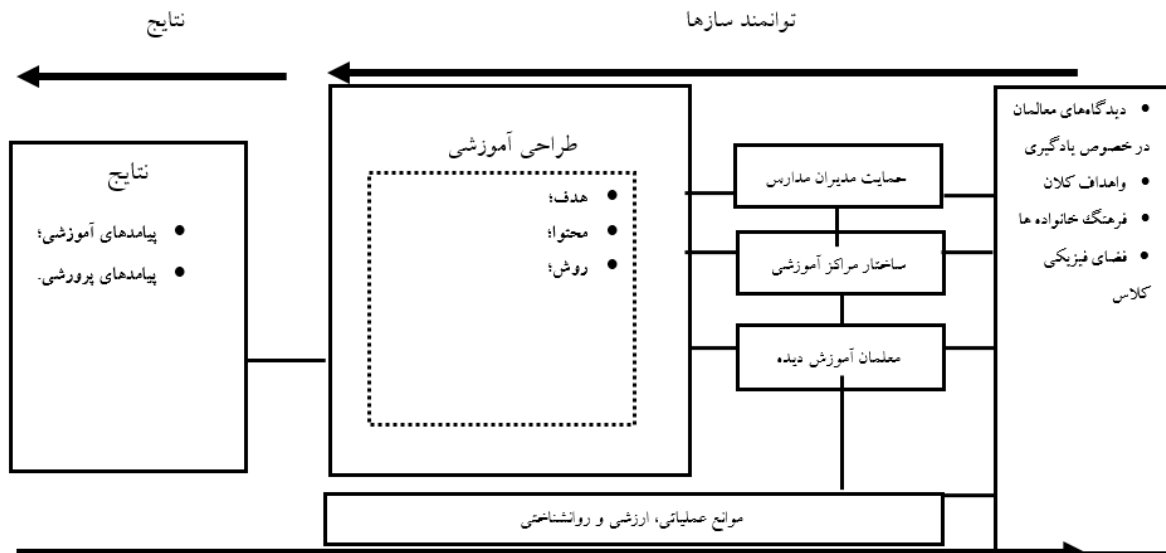 توانمند سازها
نتایج
دیدگاه‌های معالمان
در خصوص یادگیری
واهداف کلان
فرهنگ خانواده ها
فضای فیزیکی
کلاس
حمایت مدیران مدارس
ساختار مراکز آموزشی
معلمان آموزش دیده
طراحی آموزشی
هدف؛
محتوا؛
روش؛
نتایج
پیامدهای آموزشی؛
پیامدهای پرورشی.
موانع عملیاتی، ارزشی و روانشناختی